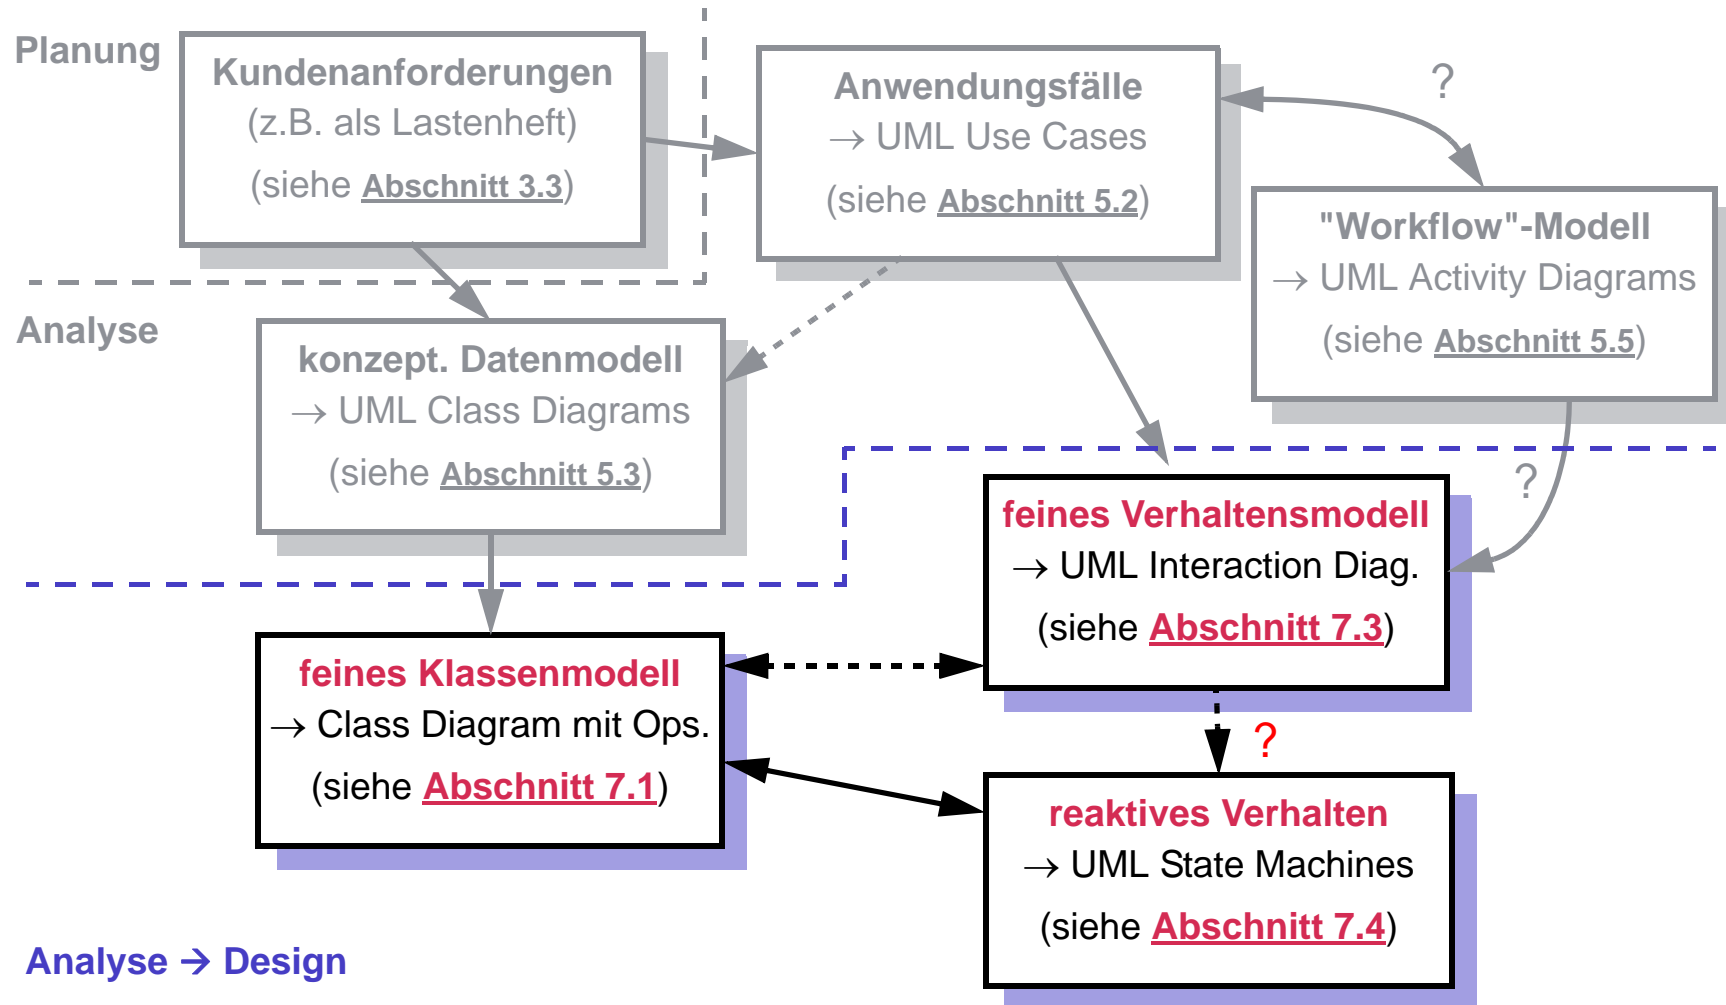 Planung
Kundenanforderungen
(z.B. als Lastenheft)
(siehe Abschnitt 3.3)
Anwendungsfälle
→ UML Use Cases
(siehe Abschnitt 5.2)
?
"Workflow"-Modell
→ UML Activity Diagrams
(siehe Abschnitt 5.5)
Analyse
konzept. Datenmodell
→ UML Class Diagrams
(siehe Abschnitt 5.3)
?
feines Verhaltensmodell
→ UML Interaction Diag.
(siehe Abschnitt 7.3)
feines Klassenmodell
→ Class Diagram mit Ops.
(siehe Abschnitt 7.1)
?
reaktives Verhalten
→ UML State Machines
(siehe Abschnitt 7.4)
Analyse → Design